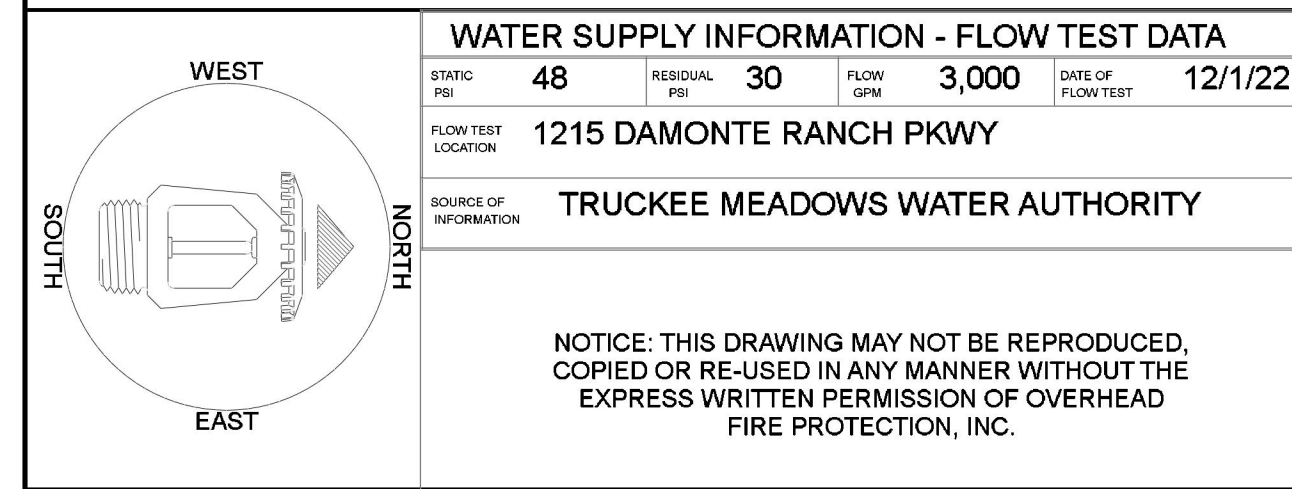 WEST
SOUTH
NORTH
EAST
WATER SUPPLY INFORMATION - FLOW TEST DATA
STATIC PSI 48 RESIDUAL PSI 30 FLOW GPM 3,000 DATE OF FLOW TEST 12/1/22
FLOW TEST LOCATION 1215 DAMONTE RANCH PKWY
SOURCE OF INFORMATION TRUCKEE MEADOWS WATER AUTHORITY
NOTICE: THIS DRAWING MAY NOT BE REPRODUCED,
COPIED OR RE-USED IN ANY MANNER WITHOUT THE
EXPRESS WRITTEN PERMISSION OF OVERHEAD
FIRE PROTECTION, INC.